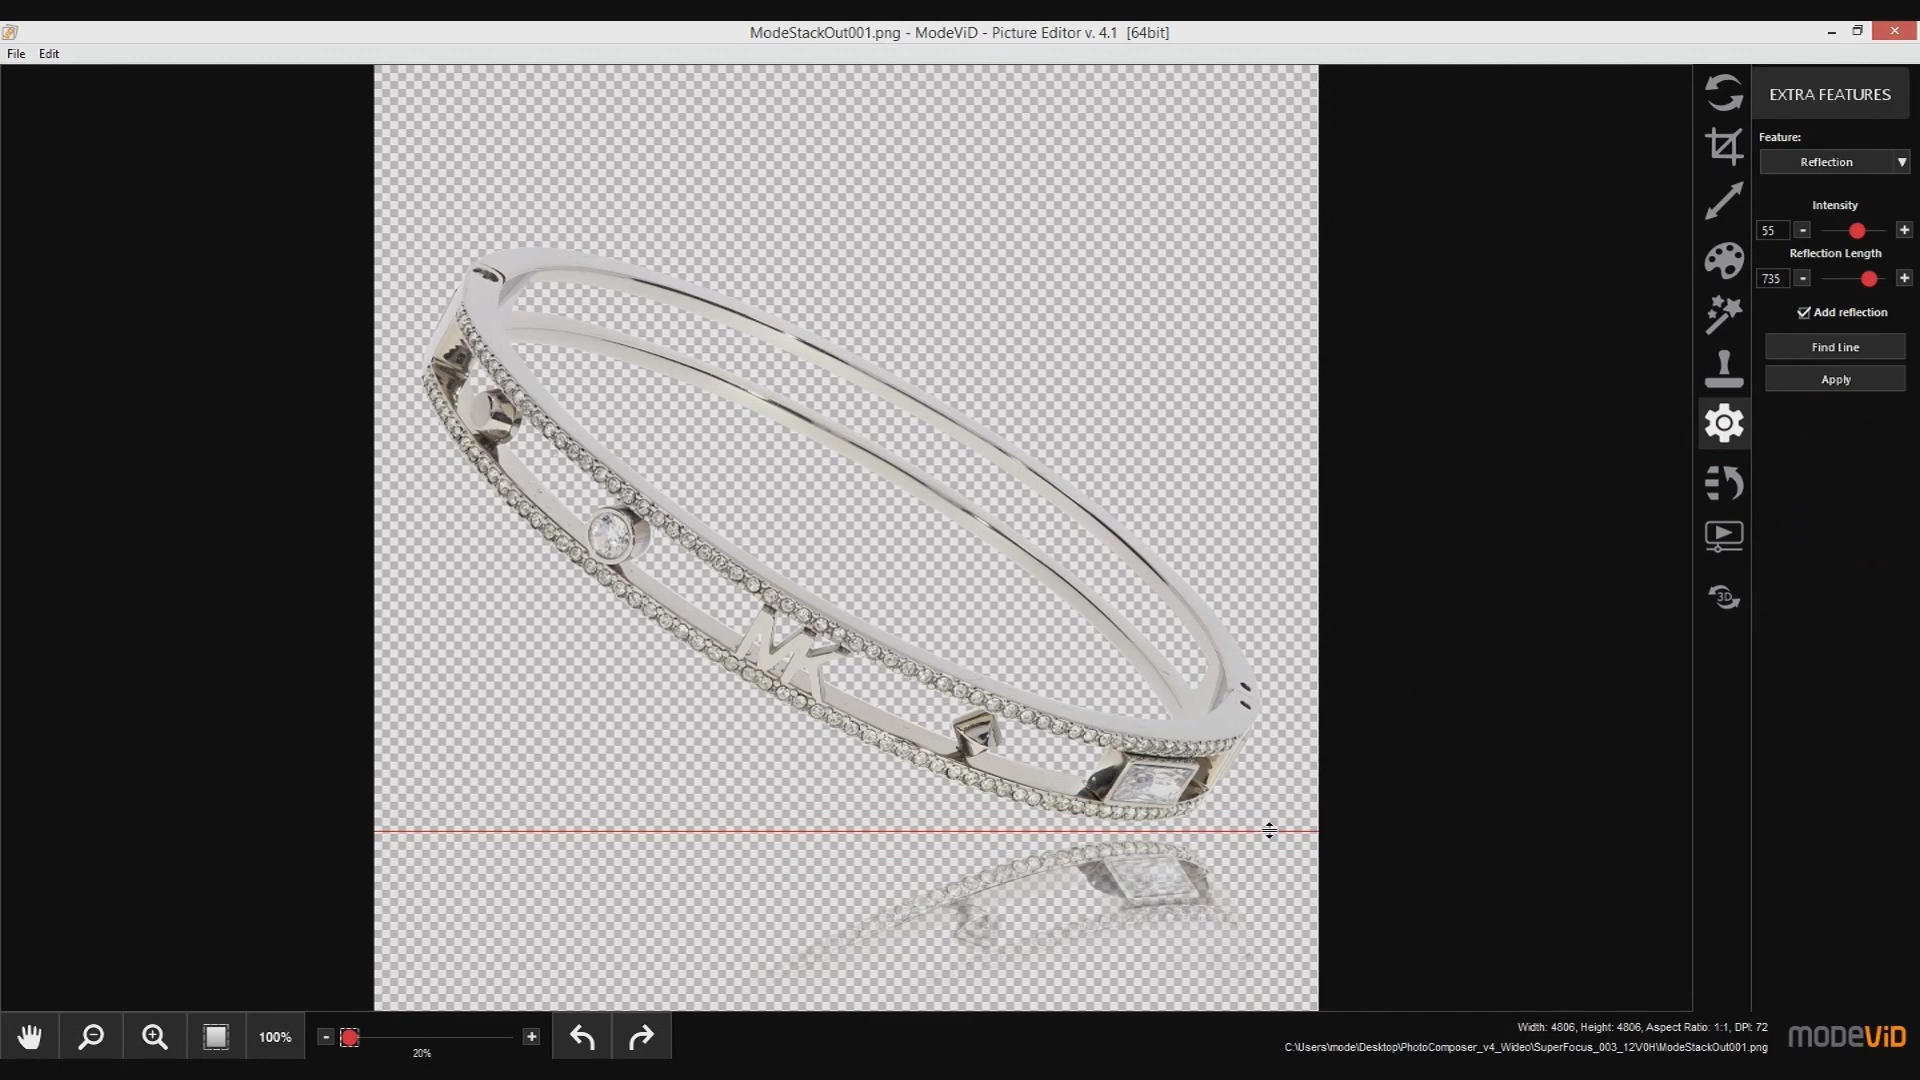 ModeStackOut001.png - ModeViD - Picture Editor v. 4.1 [64bit]
File Edit
EXTRA FEATURES
Feature:
Reflection
Intensity
55 - +
Reflection Length
735 - +
Add reflection
Find Line
Apply
3D
MK
100% - +
20%
Width: 4806, Height: 4806, Aspect Ratio: 1:1, DPI: 72
C:\Users\mode\Desktop\PhotoComposer_v4_Wideo\SuperFocus_003_12V0H\ModeStackOut001.png
modeViD